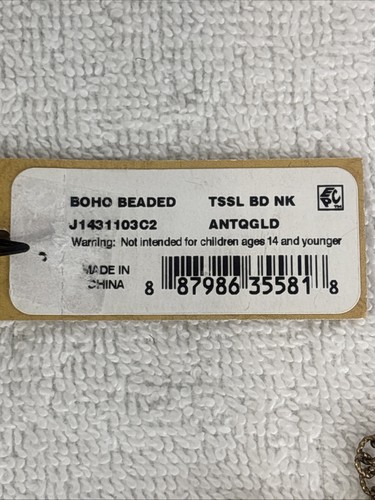 BOHO BEADED TSSL BD NK
J1431103C2 ANTQGLD
Warning: Not intended for children ages 14 and younger
MADE IN
CHINA
8 87986 35581 8